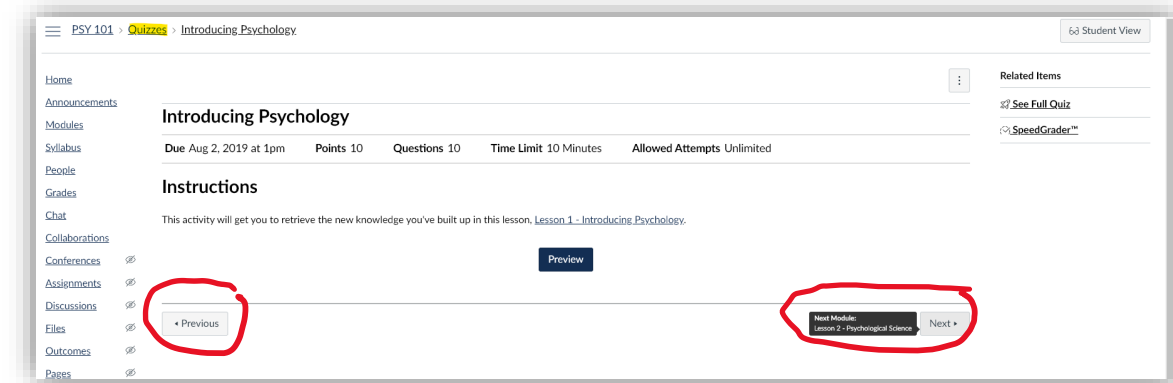 PSY 101 > Quizzes > Introducing Psychology
Student View
Home
Announcements
Modules
Syllabus
People
Grades
Chat
Collaborations
Conferences
Assignments
Discussions
Files
Outcomes
Pages
Introducing Psychology
Due Aug 2, 2019 at 1pm Points 10 Questions 10 Time Limit 10 Minutes Allowed Attempts Unlimited
Instructions
This activity will get you to retrieve the new knowledge you've built up in this lesson, Lesson 1 - Introducing Psychology.
Preview
◂ Previous
Next Module:
Lesson 2 - Psychological Science
Next ▸
Related Items
See Full Quiz
SpeedGrader™